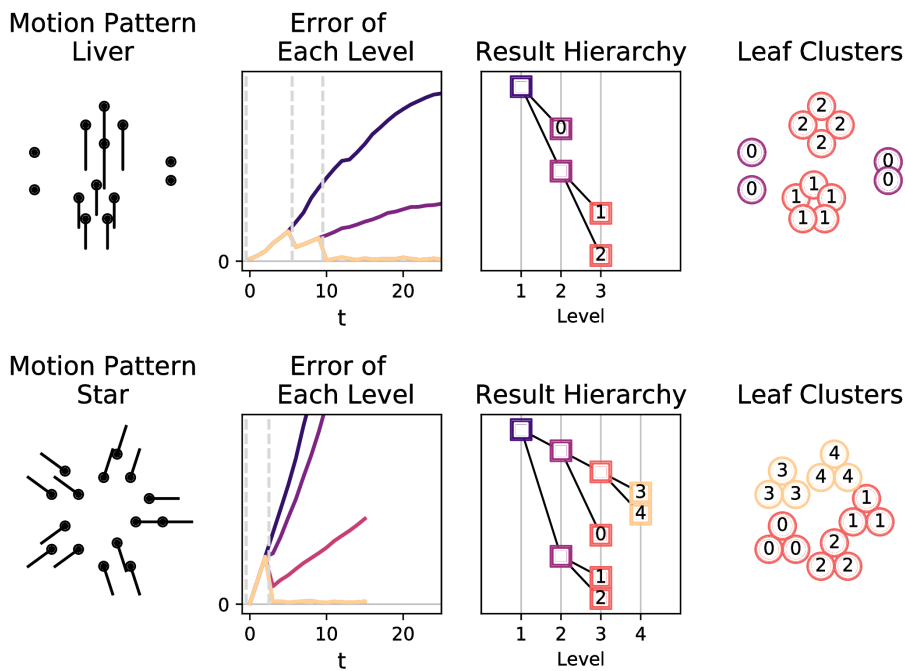 Motion Pattern
Liver
Error of
Each Level
Result Hierarchy
Leaf Clusters
0
0 10 20
t
0
1
2
1 2 3
Level
2
2 2
2
0 0
0 0
1
1 1
1 1
Motion Pattern
Star
Error of
Each Level
Result Hierarchy
Leaf Clusters
0
0 10 20
t
3
4
0
1
2
1 2 3 4
Level
4
3 4 4
3 3
1
0 1 1
0 0 2
2 2